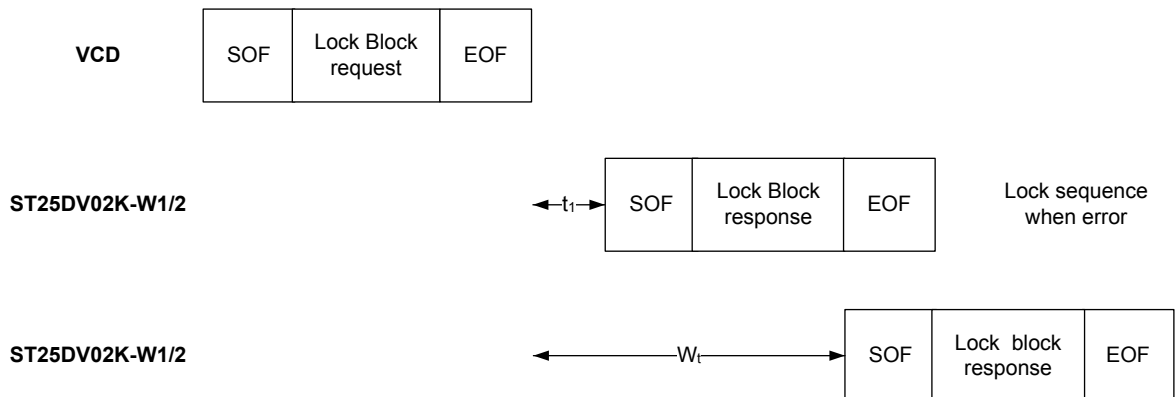 VCD
SOF
Lock Block
request
EOF
ST25DV02K-W1/2
t1
SOF
Lock Block
response
EOF
Lock sequence
when error
ST25DV02K-W1/2
Wt
SOF
Lock block
response
EOF